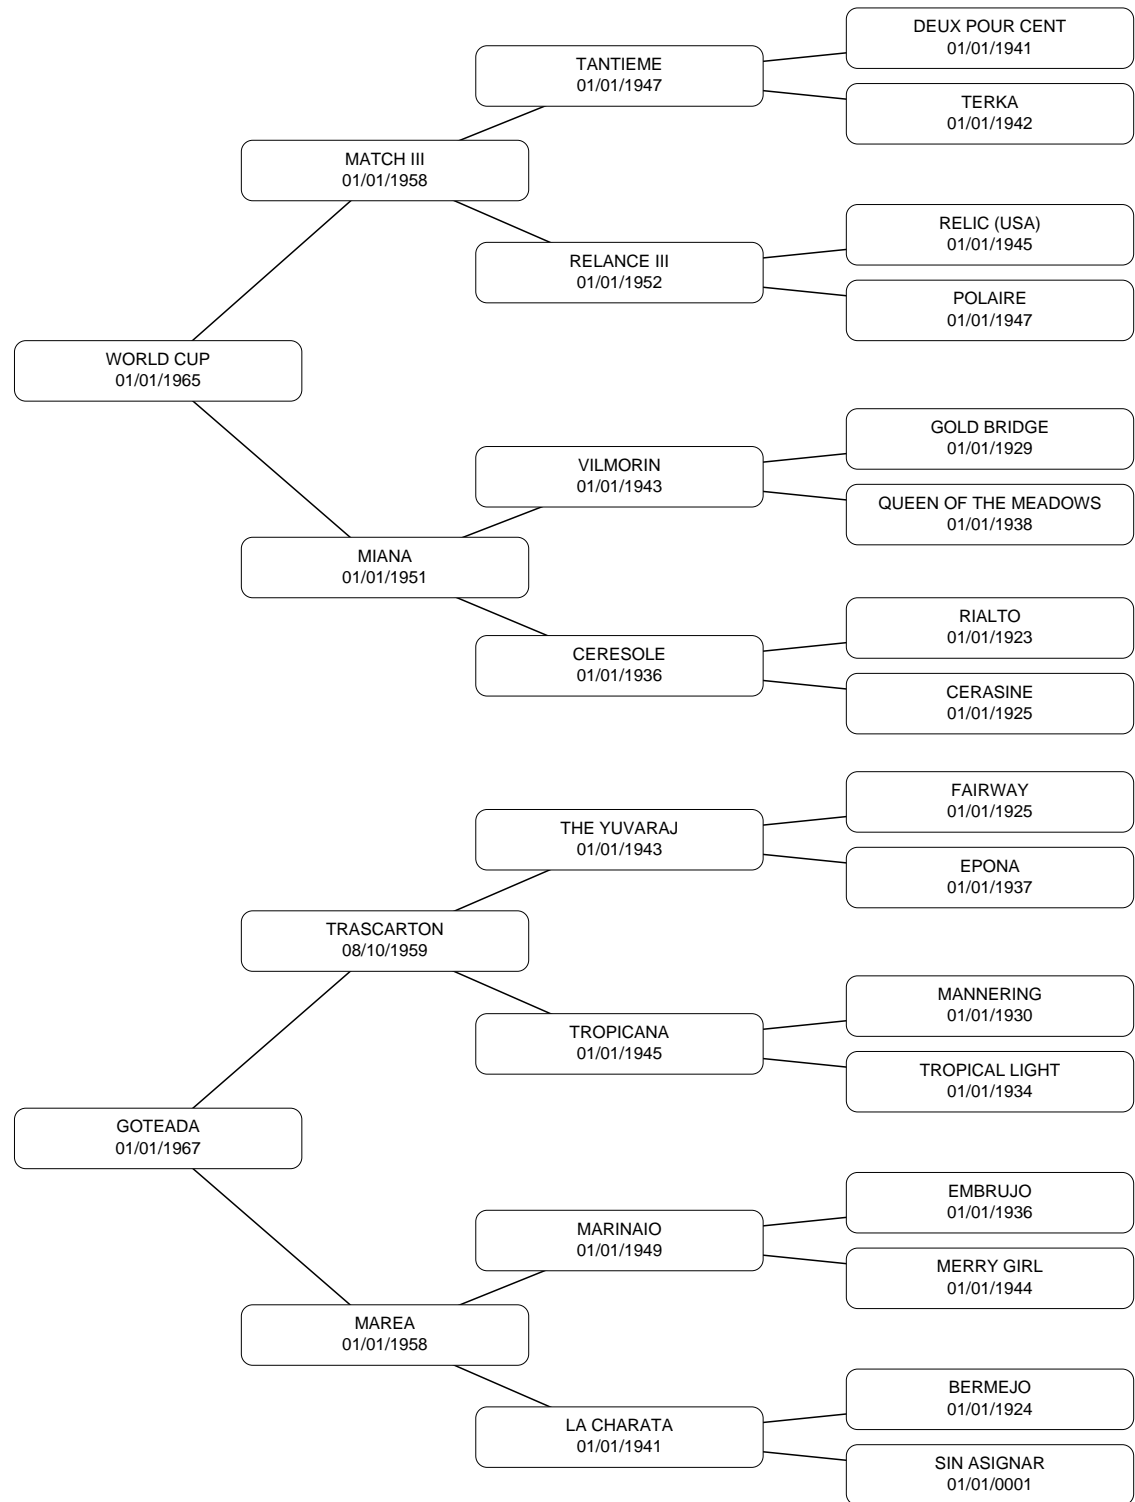 DEUX POUR CENT
01/01/1941
TANTIEME
01/01/1947
TERKA
01/01/1942
MATCH III
01/01/1958
RELIC (USA)
01/01/1945
RELANCE III
01/01/1952
POLAIRE
01/01/1947
WORLD CUP
01/01/1965
GOLD BRIDGE
01/01/1929
VILMORIN
01/01/1943
QUEEN OF THE MEADOWS
01/01/1938
MIANA
01/01/1951
RIALTO
01/01/1923
CERESOLE
01/01/1936
CERASINE
01/01/1925
FAIRWAY
01/01/1925
THE YUVARAJ
01/01/1943
EPONA
01/01/1937
TRASCARTON
08/10/1959
MANNERING
01/01/1930
TROPICANA
01/01/1945
TROPICAL LIGHT
01/01/1934
GOTEADA
01/01/1967
EMBRUJO
01/01/1936
MARINAIO
01/01/1949
MERRY GIRL
01/01/1944
MAREA
01/01/1958
BERMEJO
01/01/1924
LA CHARATA
01/01/1941
SIN ASIGNAR
01/01/0001